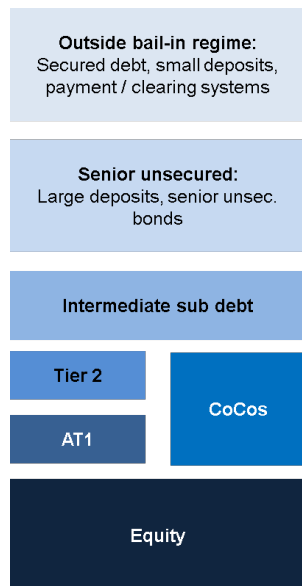 Outside bail-in regime:
Secured debt, small deposits,
payment / clearing systems
Senior unsecured:
Large deposits, senior unsec.
bonds
Intermediate sub debt
Tier 2
CoCos
AT1
Equity